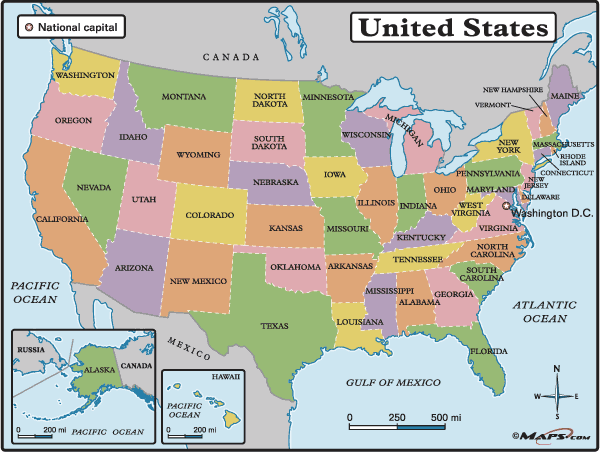 United States
National capital
CANADA
WASHINGTON
MONTANA
NORTH
DAKOTA
MINNESOTA
MAINE
NEW HAMPSHIRE
VERMONT
OREGON
IDAHO
WYOMING
SOUTH
DAKOTA
WISCONSIN
MICHIGAN
NEW
YORK
MASSACHUSETTS
RHODE
ISLAND
CONNECTICUT
NEBRASKA
IOWA
PENNSYLVANIA
NEW
JERSEY
NEVADA
UTAH
COLORADO
ILLINOIS
INDIANA
OHIO
MARYLAND
DELAWARE
WEST
VIRGINIA
Washington D.C.
CALIFORNIA
KANSAS
MISSOURI
KENTUCKY
VIRGINIA
ARIZONA
NEW MEXICO
OKLAHOMA
ARKANSAS
TENNESSEE
NORTH
CAROLINA
SOUTH
CAROLINA
MISSISSIPPI
ALABAMA
GEORGIA
PACIFIC
OCEAN
ATLANTIC
OCEAN
TEXAS
LOUISIANA
FLORIDA
MEXICO
GULF OF MEXICO
RUSSIA
ALASKA
CANADA
0 200 mi
PACIFIC OCEAN
HAWAII
PACIFIC
OCEAN
0 200 mi
0 250 500 mi
N
W E
S
©MAPS.COM